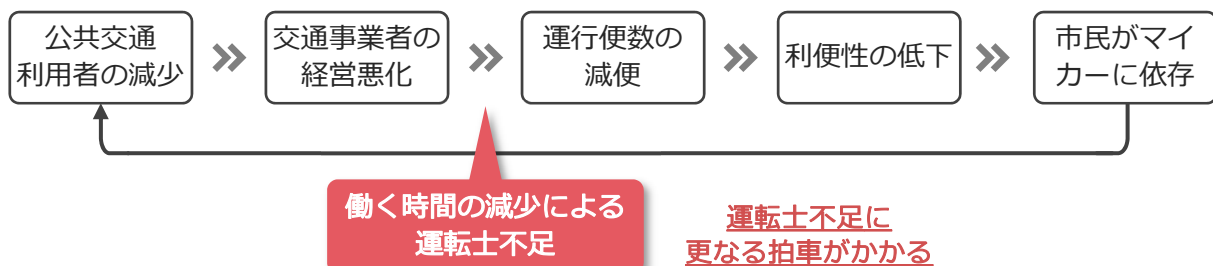 公共交通
利用者の減少
交通事業者の
経営悪化
運行便数の
減便
利便性の低下
市民がマイ
カーに依存
働く時間の減少による
運転士不足
運転士不足に
更なる拍車がかかる